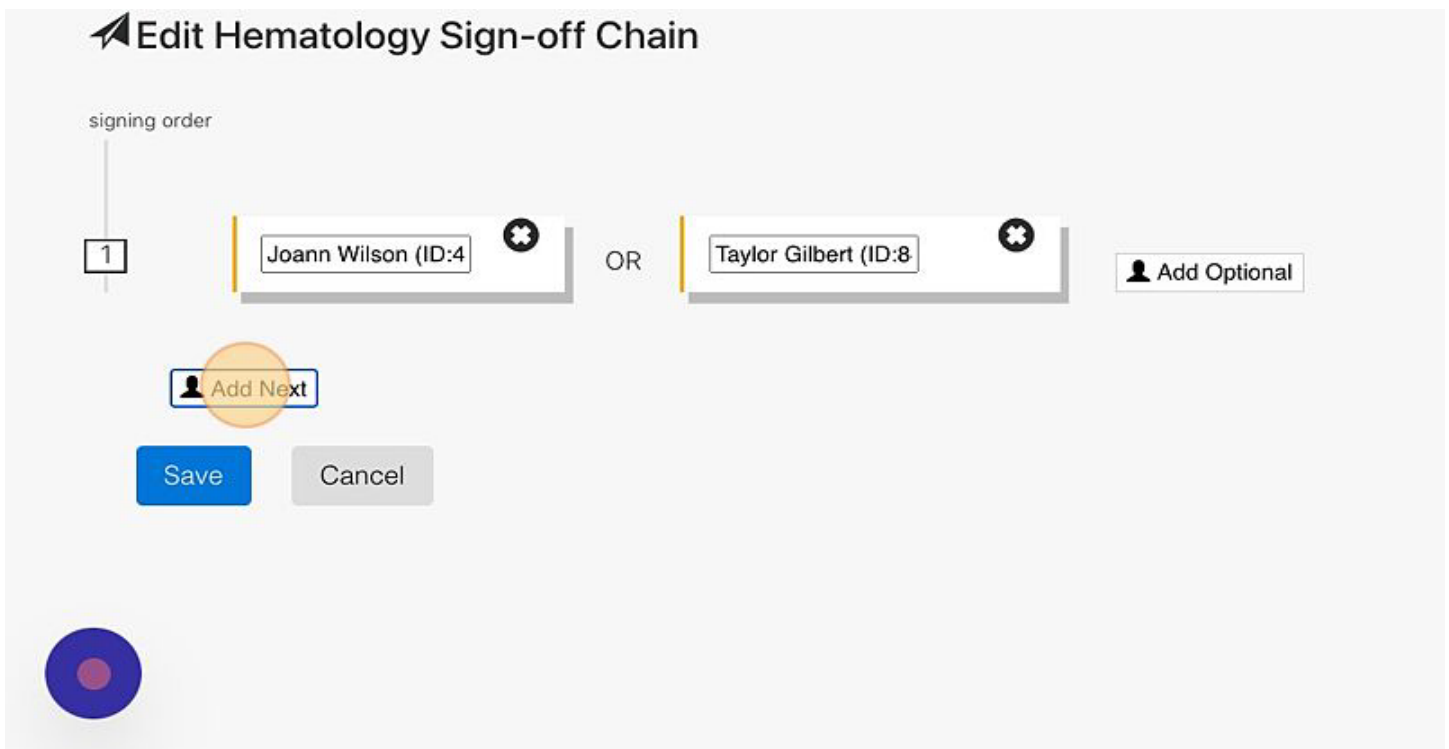 Edit Hematology Sign-off Chain
signing order
1 Joann Wilson (ID:4 OR Taylor Gilbert (ID:8 Add Optional
Add Next
Save Cancel